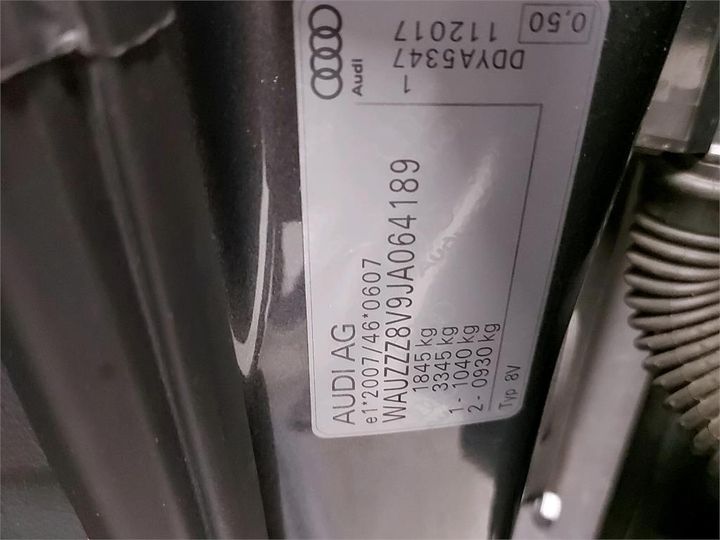 AUDI AG
e1*2007/46*0607
WAUZZZ8V9JA064189
1845 kg
3345 kg
1 - 1040 kg
2 - 0930 kg
Typ 8V
Audi
1
DDYA5347
112017
0,50